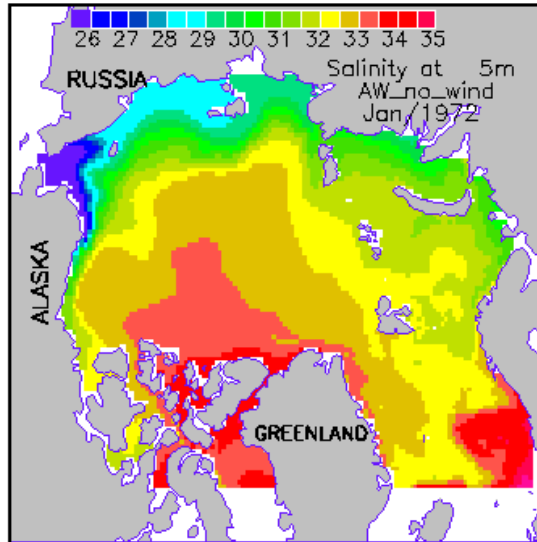 26 27 28 29 30 31 32 33 34 35
RUSSIA
Salinity at 5m
AW_no_wind
Jan/1972
ALASKA
GREENLAND